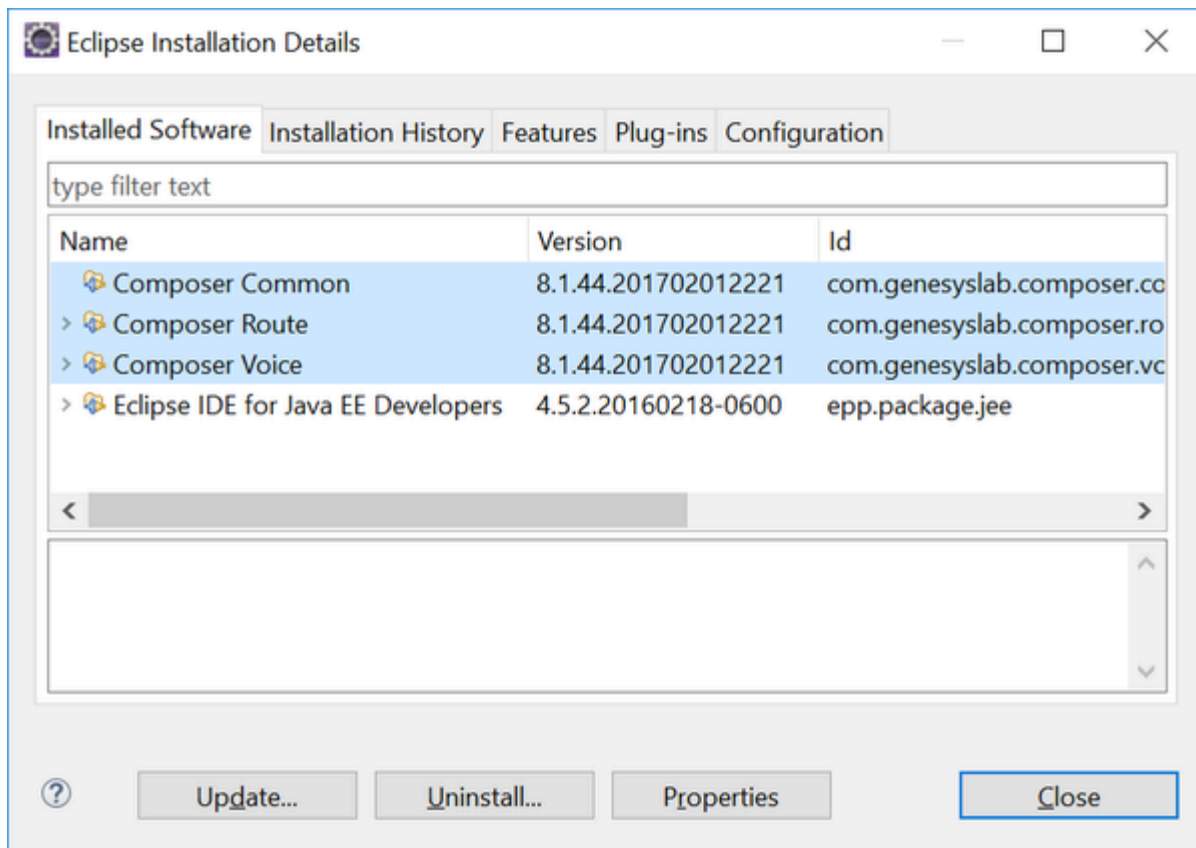 Eclipse Installation Details
Installed Software Installation History Features Plug-ins Configuration
type filter text
Name Version Id
Composer Common 8.1.44.201702012221 com.genesyslab.composer.co
Composer Route 8.1.44.201702012221 com.genesyslab.composer.ro
Composer Voice 8.1.44.201702012221 com.genesyslab.composer.vc
Eclipse IDE for Java EE Developers 4.5.2.20160218-0600 epp.package.jee
Update... Uninstall... Properties Close